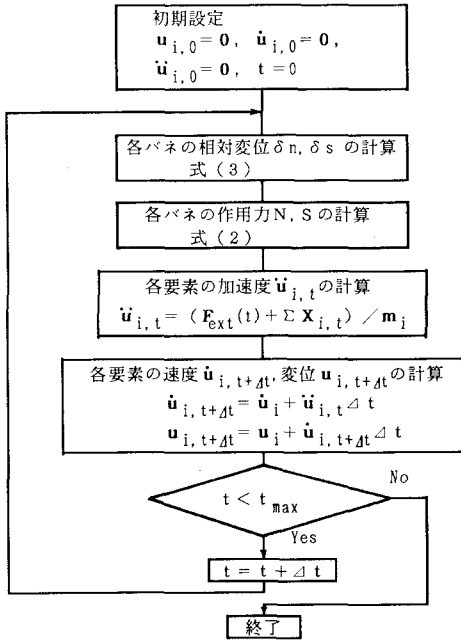 初期設定
u i,0 = 0, u̇ i,0 = 0,
ü i,0 = 0, t = 0
各バネの相対変位δn, δs の計算
式(3)
各バネの作用力N, S の計算
式(2)
各要素の加速度 ü i,t の計算
ü i,t = (F ext(t) + Σ X i,t) / m i
各要素の速度 u̇ i,t+Δt, 変位 u i,t+Δt の計算
u̇ i,t+Δt = u̇ i + ü i,t Δt
u i,t+Δt = u i + u̇ i,t+Δt Δt
No
t < t max
Yes
t = t + Δt
終了